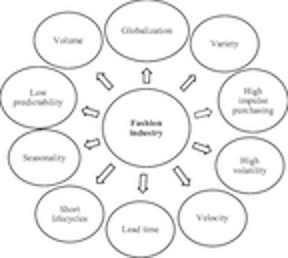 Globalization
Volume
Variety
Low
predictability
High
impulse
purchasing
Fashion
industry
Seasonality
High
volatility
Short
lifecycles
Lead time
Velocity